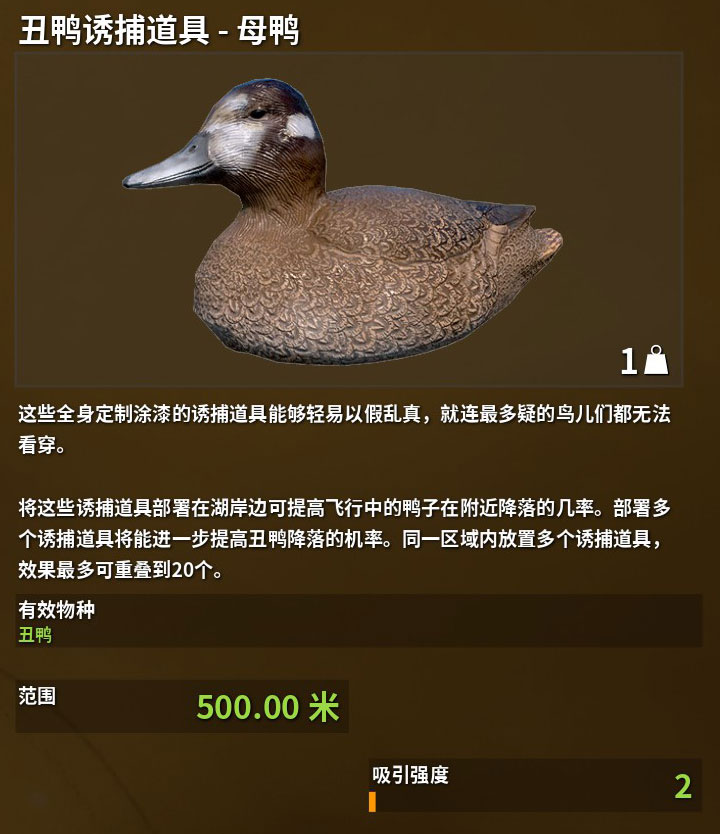 丑鸭诱捕道具 - 母鸭
1
这些全身定制涂漆的诱捕道具能够轻易以假乱真，就连最多疑的鸟儿们都无法
看穿。
将这些诱捕道具部署在湖岸边可提高飞行中的鸭子在附近降落的几率。部署多
个诱捕道具将能进一步提高丑鸭降落的机率。同一区域内放置多个诱捕道具，
效果最多可重叠到20个。
有效物种
丑鸭
范围
500.00 米
吸引强度
2